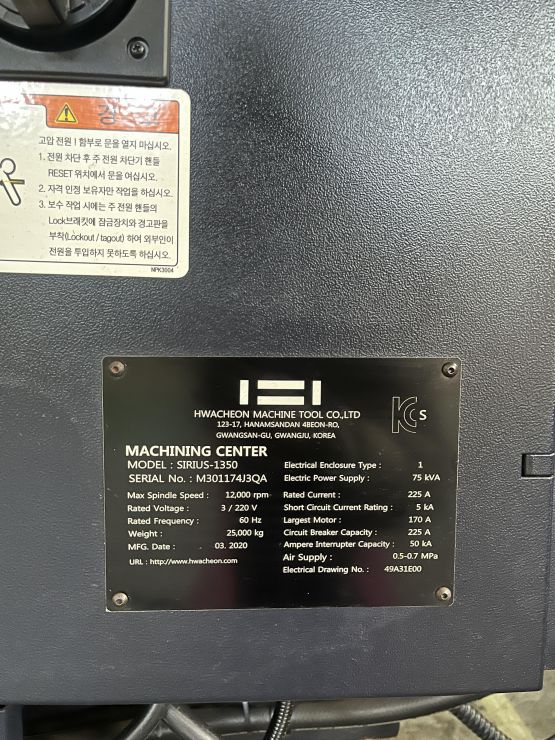 경 고
고압 전원 ! 함부로 문을 열지 마십시오.
1. 전원 차단 후 주 전원 차단기 핸들
RESET 위치에서 문을 여십시오.
2. 자격 인정 보유자만 작업을 하십시오.
3. 보수 작업 시에는 주 전원 핸들의
Lock브래킷에 잠금장치와 경고판을
부착(Lockout / tagout) 하여 외부인이
전원을 투입하지 못하도록 하십시오.
NPK3004
HWACHEON MACHINE TOOL CO.,LTD
123-17, HANAMSANDAN 4BEON-RO,
GWANGSAN-GU, GWANGJU, KOREA
KC S
MACHINING CENTER
MODEL : SIRIUS-1350
SERIAL No. : M301174J3QA
Max Spindle Speed : 12,000 rpm
Rated Voltage : 3 / 220 V
Rated Frequency : 60 Hz
Weight : 25,000 kg
MFG. Date : 03. 2020
URL : http://www.hwacheon.com
Electrical Enclosure Type : 1
Electric Power Supply : 75 kVA
Rated Current : 225 A
Short Circuit Current Rating : 5 kA
Largest Motor : 170 A
Circuit Breaker Capacity : 225 A
Ampere Interrupter Capacity : 50 kA
Air Supply : 0.5-0.7 MPa
Electrical Drawing No. : 49A31E00